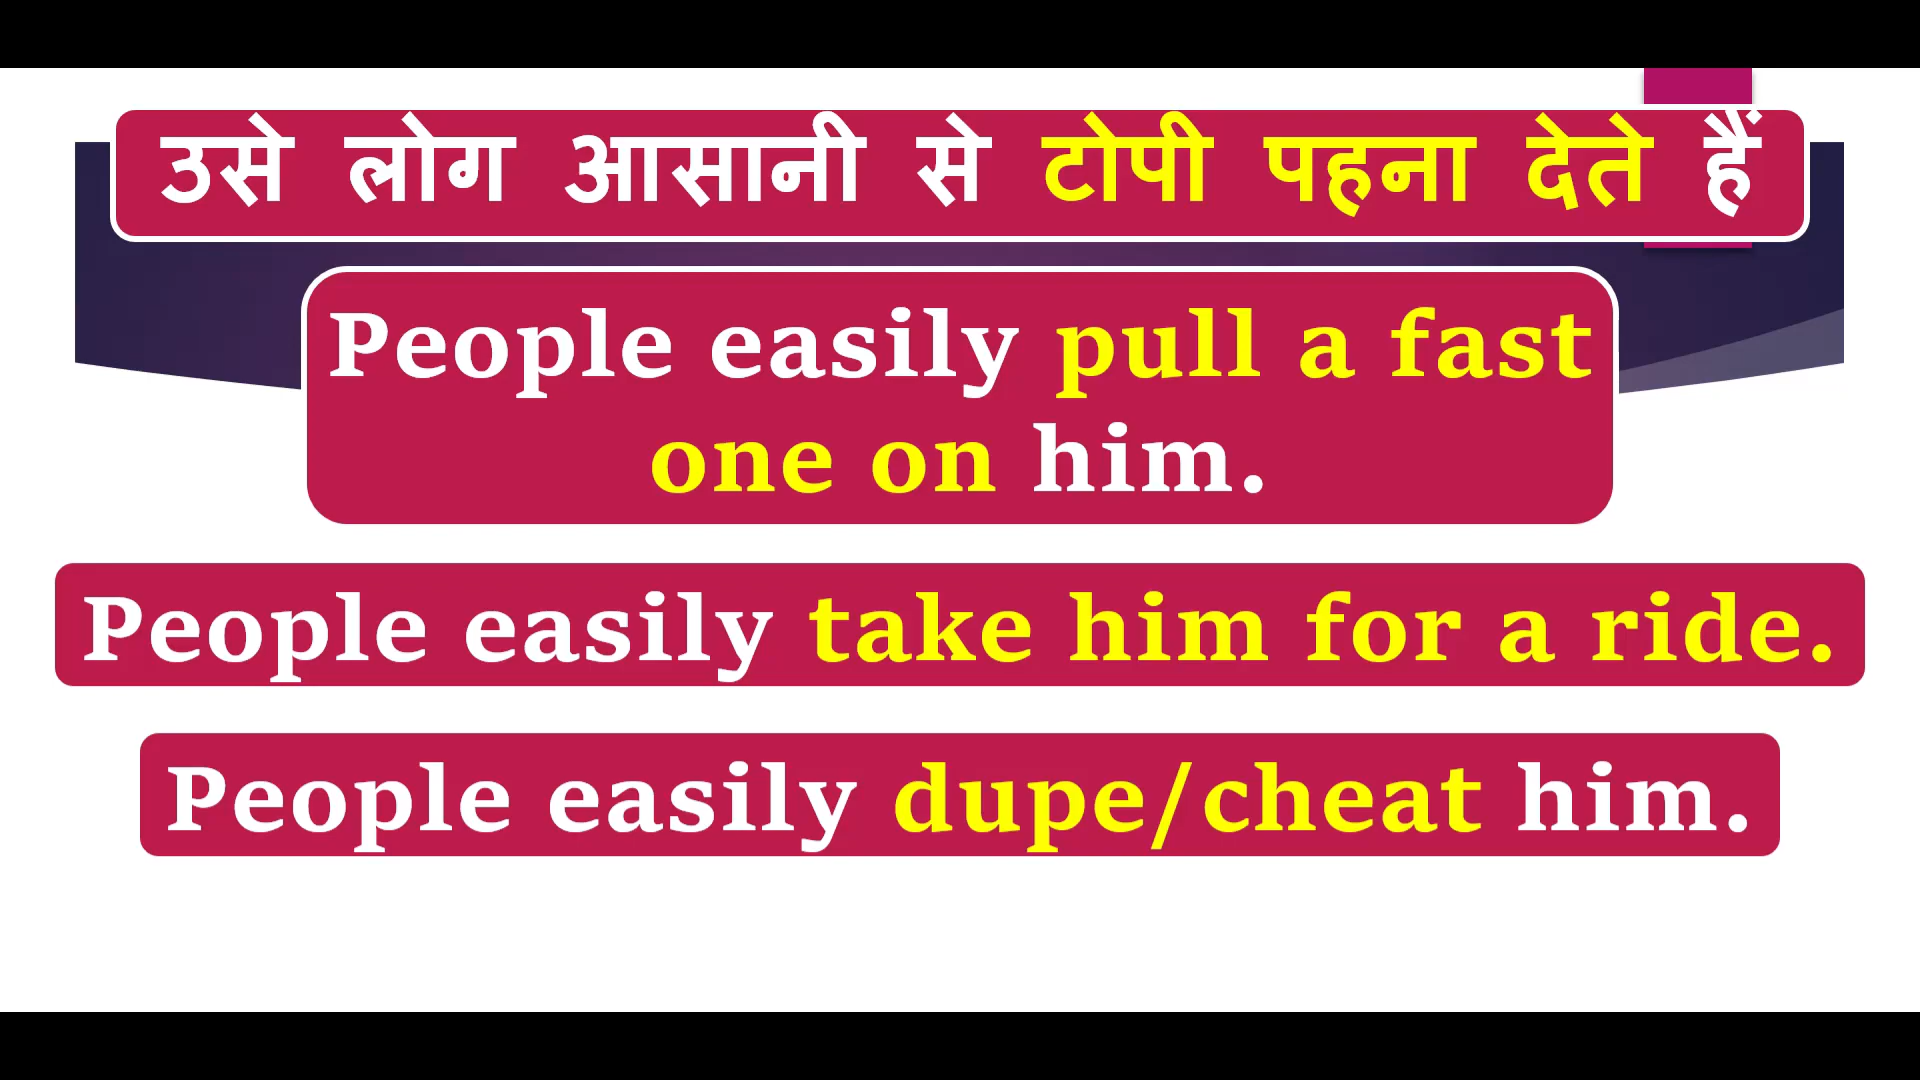 उसे लोग आसानी से टोपी पहना देते हैं
People easily pull a fast
one on him.
People easily take him for a ride.
People easily dupe/cheat him.